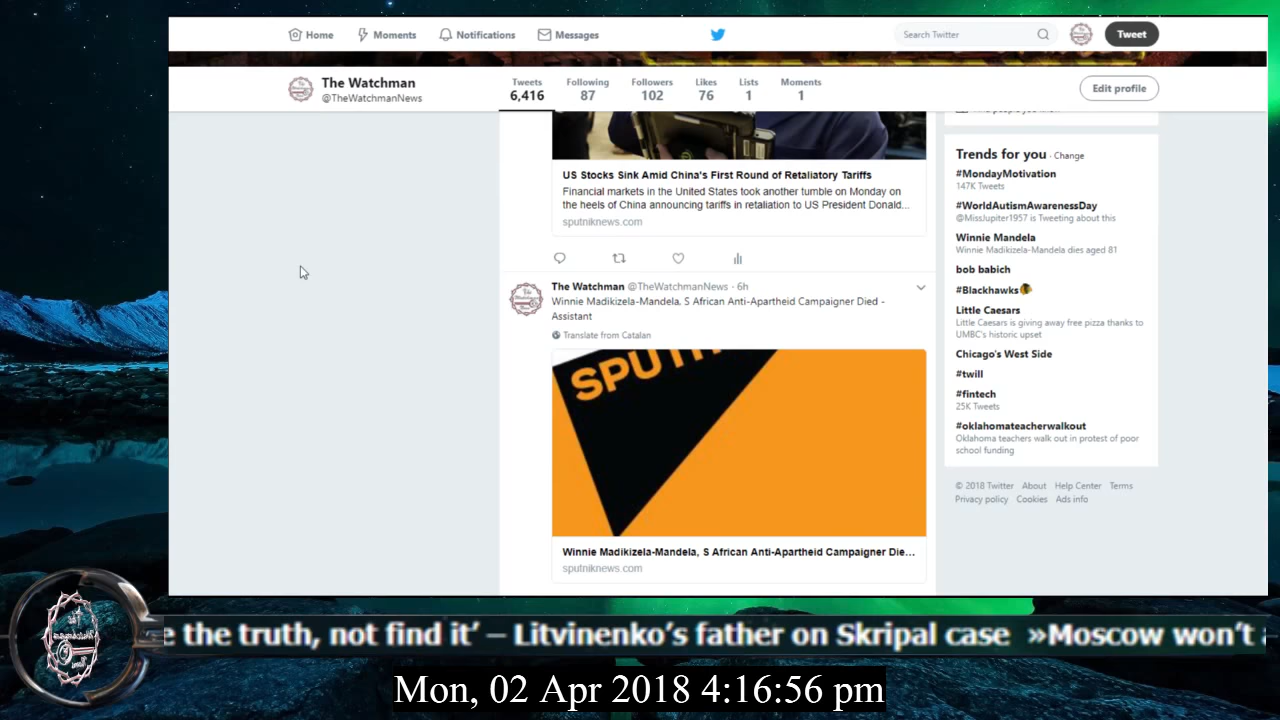 Home
Moments
Notifications
Messages
Search Twitter
Tweet
The Watchman
@TheWatchmanNews
Tweets
6,416
Following
87
Followers
102
Likes
76
Lists
1
Moments
1
Edit profile
US Stocks Sink Amid China's First Round of Retaliatory Tariffs
Financial markets in the United States took another tumble on Monday on
the heels of China announcing tariffs in retaliation to US President Donald...
sputniknews.com
The Watchman @TheWatchmanNews · 6h
Winnie Madikizela-Mandela, S African Anti-Apartheid Campaigner Died -
Assistant
Translate from Catalan
SPUTN
Winnie Madikizela-Mandela, S African Anti-Apartheid Campaigner Die...
sputniknews.com
Trends for you · Change
#MondayMotivation
147K Tweets
#WorldAutismAwarenessDay
@MissJupiter1957 is Tweeting about this
Winnie Mandela
Winnie Madikizela-Mandela dies aged 81
bob babich
#Blackhawks
Little Caesars
Little Caesars is giving away free pizza thanks to
UMBC's historic upset
Chicago's West Side
#twill
#fintech
25K Tweets
#oklahomateacherwalkout
Oklahoma teachers walk out in protest of poor
school funding
© 2018 Twitter About Help Center Terms
Privacy policy Cookies Ads info
e the truth, not find it’ – Litvinenko’s father on Skripal case »Moscow won’t
Mon, 02 Apr 2018 4:16:56 pm